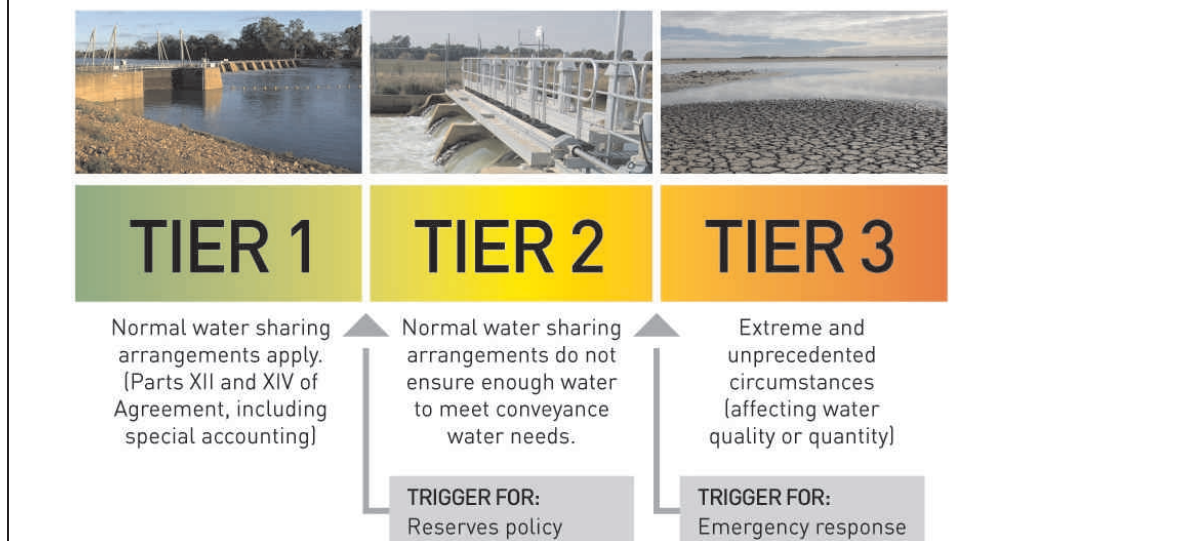 TIER 1
TIER 2
TIER 3
Normal water sharing
arrangements apply.
(Parts XII and XIV of
Agreement, including
special accounting)
Normal water sharing
arrangements do not
ensure enough water
to meet conveyance
water needs.
Extreme and
unprecedented
circumstances
(affecting water
quality or quantity)
TRIGGER FOR:
Reserves policy
TRIGGER FOR:
Emergency response